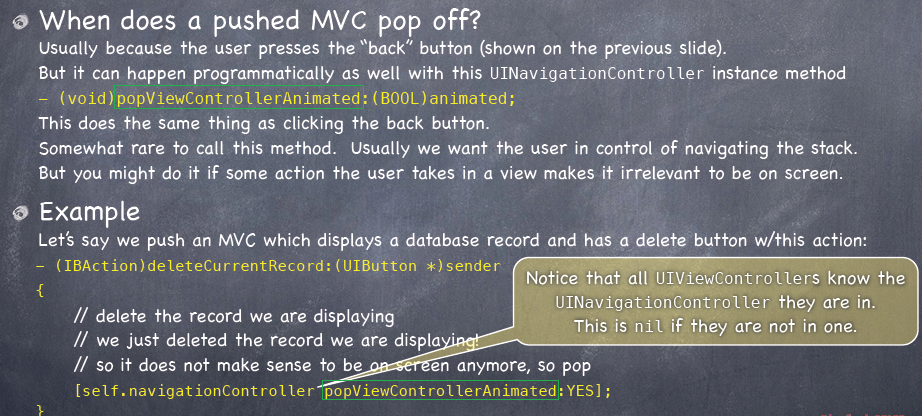 When does a pushed MVC pop off?
Usually because the user presses the “back” button (shown on the previous slide).
But it can happen programmatically as well with this UINavigationController instance method
– (void)popViewControllerAnimated:(BOOL)animated;
This does the same thing as clicking the back button.
Somewhat rare to call this method. Usually we want the user in control of navigating the stack.
But you might do it if some action the user takes in a view makes it irrelevant to be on screen.
Example
Let’s say we push an MVC which displays a database record and has a delete button w/this action:
– (IBAction)deleteCurrentRecord:(UIButton *)sender
{
// delete the record we are displaying
// we just deleted the record we are displaying!
// so it does not make sense to be on screen anymore, so pop
[self.navigationController popViewControllerAnimated:YES];
}
Notice that all UIViewControllers know the
UINavigationController they are in.
This is nil if they are not in one.